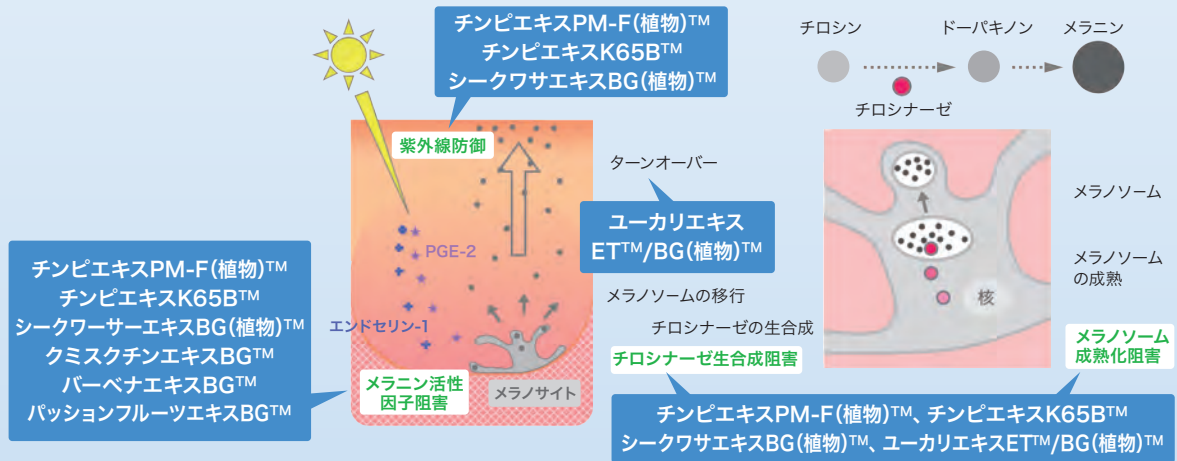 チンピエキスPM-F(植物)™
チンピエキスK65B™
シークワサエキスBG(植物)™
チロシン
ドーパキノン
メラニン
チロシナーゼ
紫外線防御
ターンオーバー
ユーカリエキス
ET™/BG(植物)™
PGE-2
エンドセリン-1
チンピエキスPM-F(植物)™
チンピエキスK65B™
シークワーサーエキスBG(植物)™
クミスクチンエキスBG™
バーベナエキスBG™
パッションフルーツエキスBG™
メラニン活性
因子阻害
メラノサイト
メラノソームの移行
チロシナーゼの生合成
チロシナーゼ生合成阻害
メラノソーム
メラノソーム
の成熟
核
メラノソーム
成熟化阻害
チンピエキスPM-F(植物)™、チンピエキスK65B™
シークワサエキスBG(植物)™、ユーカリエキスET™/BG(植物)™